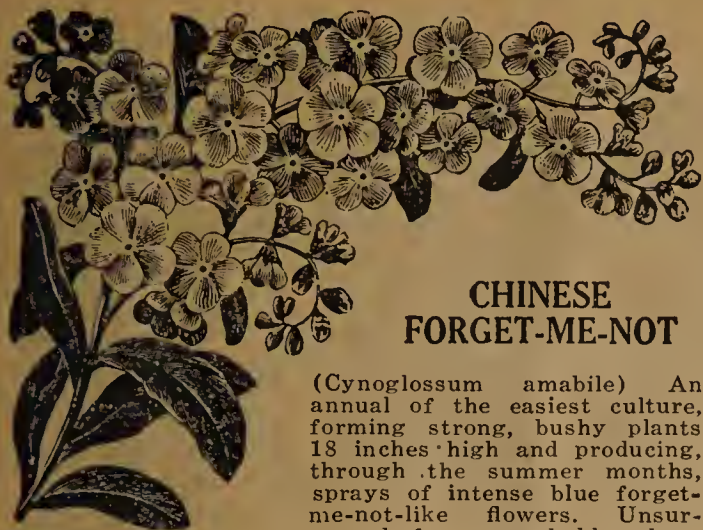 CHINESE
FORGET-ME-NOT
(Cynoglossum amabile) An
annual of the easiest culture,
forming strong, bushy plants
18 inches high and producing,
through the summer months,
sprays of intense blue forget-
me-not-like flowers. Unsur-